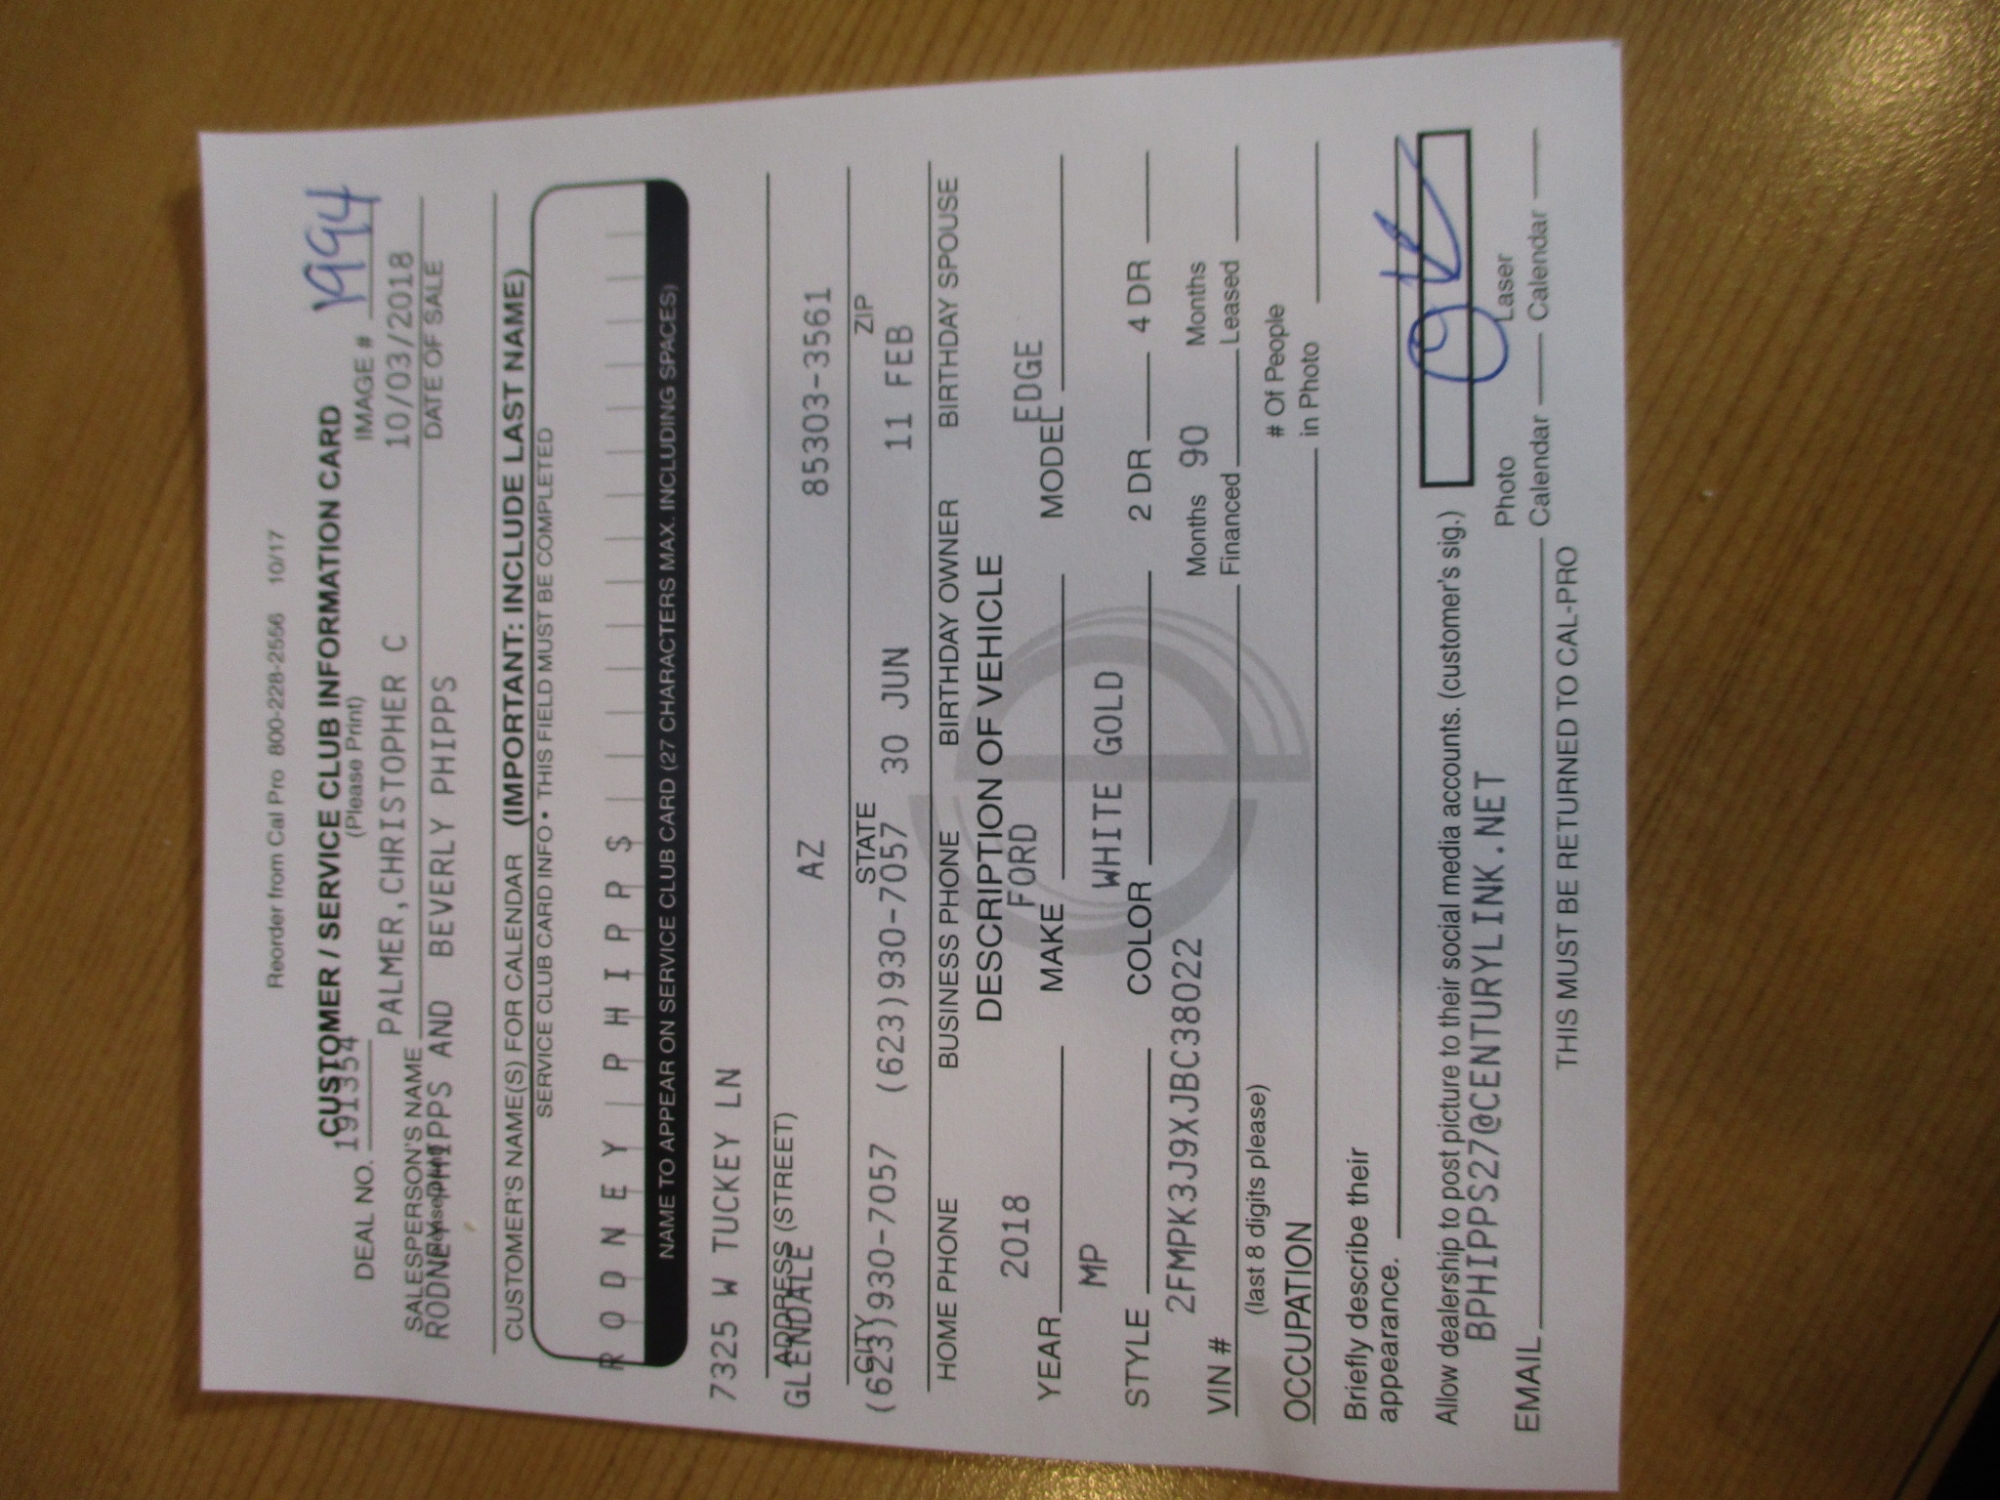 Reorder from Cal Pro 800-228-2556 10/17
CUSTOMER / SERVICE CLUB INFORMATION CARD
(Please Print)
DEAL NO. 191354 IMAGE # 1994
PALMER,CHRISTOPHER C 10/03/2018
SALESPERSON'S NAME DATE OF SALE
RODNEY PHIPPS AND BEVERLY PHIPPS
CUSTOMER'S NAME(S) FOR CALENDAR (IMPORTANT: INCLUDE LAST NAME)
SERVICE CLUB CARD INFO • THIS FIELD MUST BE COMPLETED
RODNEY PHIPPS
NAME TO APPEAR ON SERVICE CLUB CARD (27 CHARACTERS MAX. INCLUDING SPACES)
7325 W TUCKEY LN
ADDRESS (STREET)
GLENDALE AZ 85303-3561
CITY STATE ZIP
(623)930-7057 (623)930-7057 30 JUN 11 FEB
HOME PHONE BUSINESS PHONE BIRTHDAY OWNER BIRTHDAY SPOUSE
DESCRIPTION OF VEHICLE
YEAR 2018 MAKE FORD MODEL EDGE
STYLE MP COLOR WHITE GOLD 2 DR 4 DR
VIN # 2FMPK3J9XJBC38022 Months Financed 90 Months Leased
(last 8 digits please)
OCCUPATION # Of People in Photo
Briefly describe their
appearance.
Allow dealership to post picture to their social media accounts. (customer's sig.)
EMAIL BPHIPPS27@CENTURYLINK.NET Photo Calendar Laser Calendar
THIS MUST BE RETURNED TO CAL-PRO